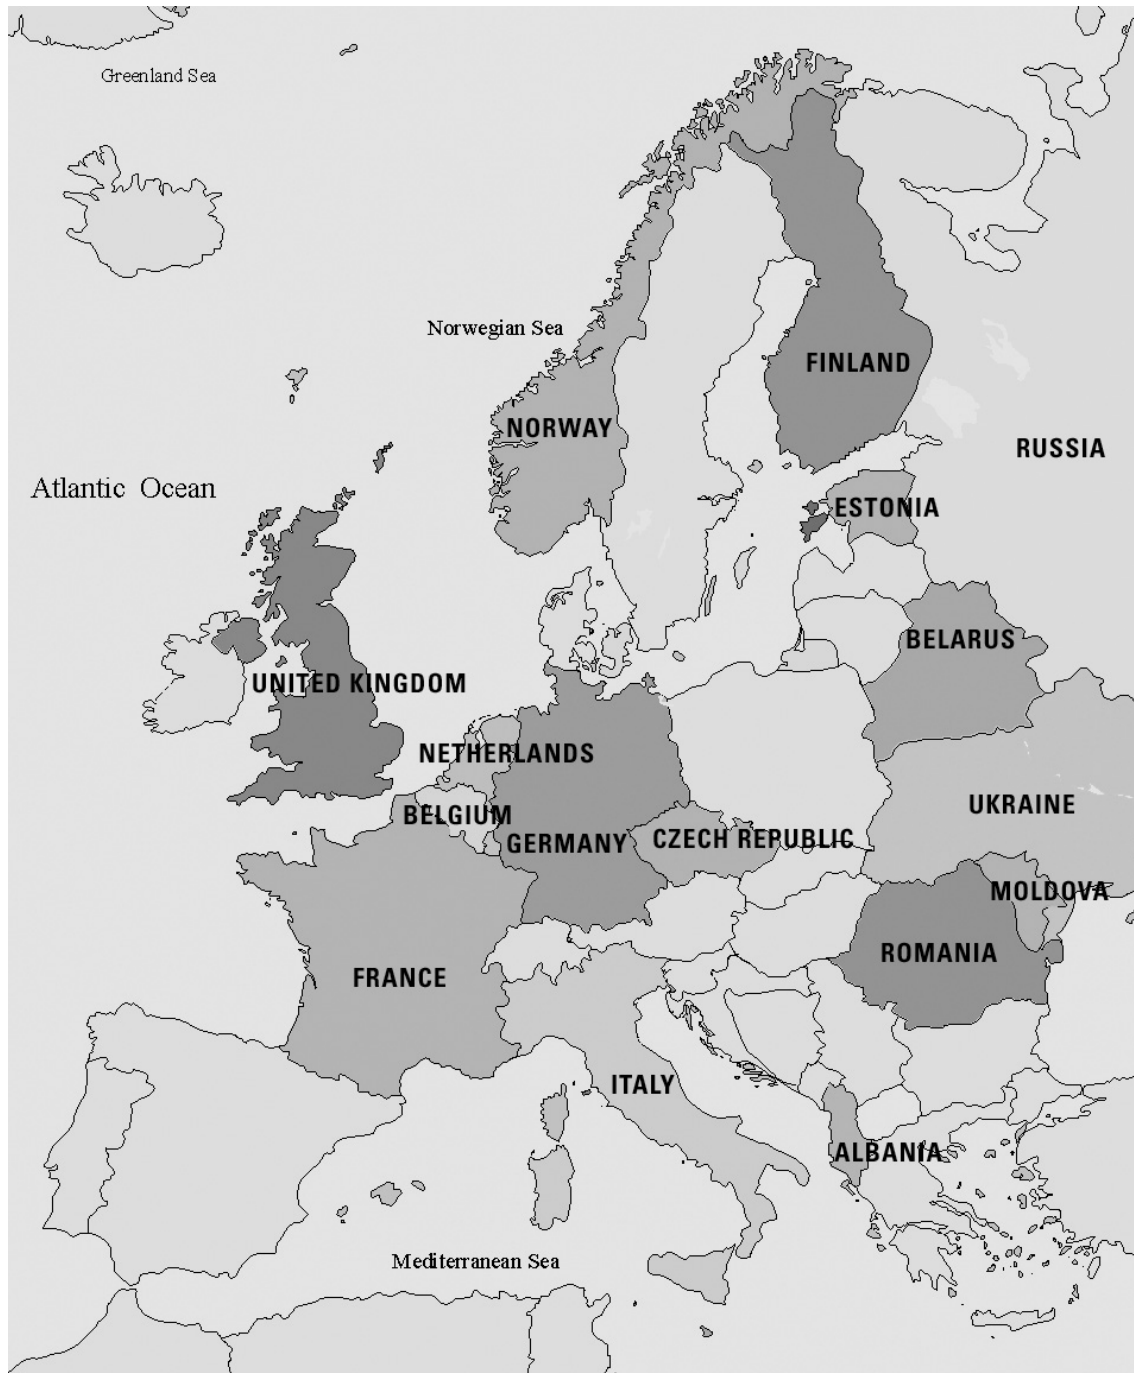 Greenland Sea
Norwegian Sea
FINLAND
NORWAY
RUSSIA
Atlantic Ocean
ESTONIA
BELARUS
UNITED KINGDOM
NETHERLANDS
UKRAINE
BELGIUM
GERMANY
CZECH REPUBLIC
MOLDOVA
ROMANIA
FRANCE
ITALY
ALBANIA
Mediterranean Sea